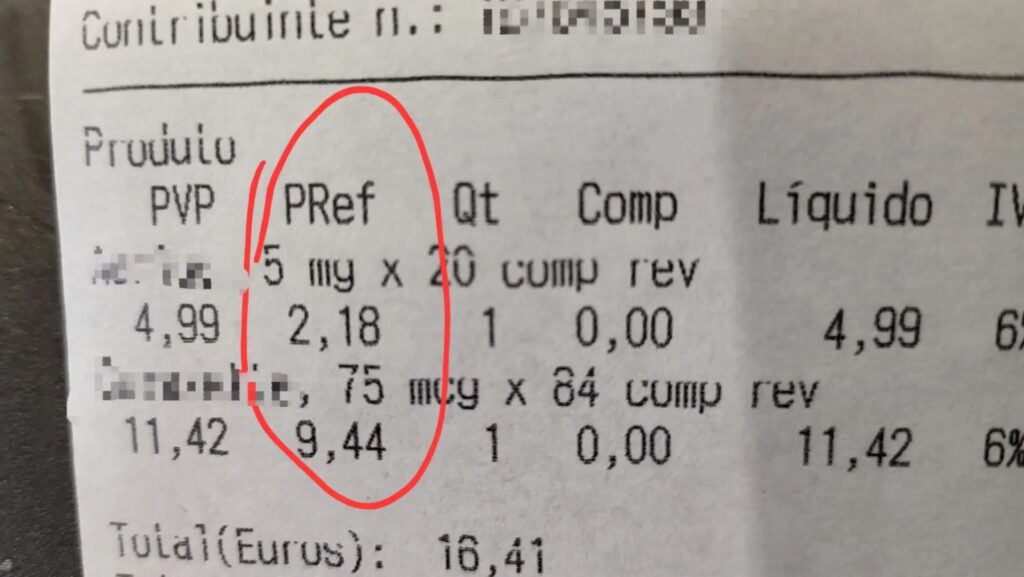 Contribuinte n.:
Produto
PVP PRef Qt Comp Líquido
5 mg x 20 comp rev
4,99 2,18 1 0,00 4,99
75 mcg x 84 comp rev
11,42 9,44 1 0,00 11,42 6%
Total(Euros): 16,41